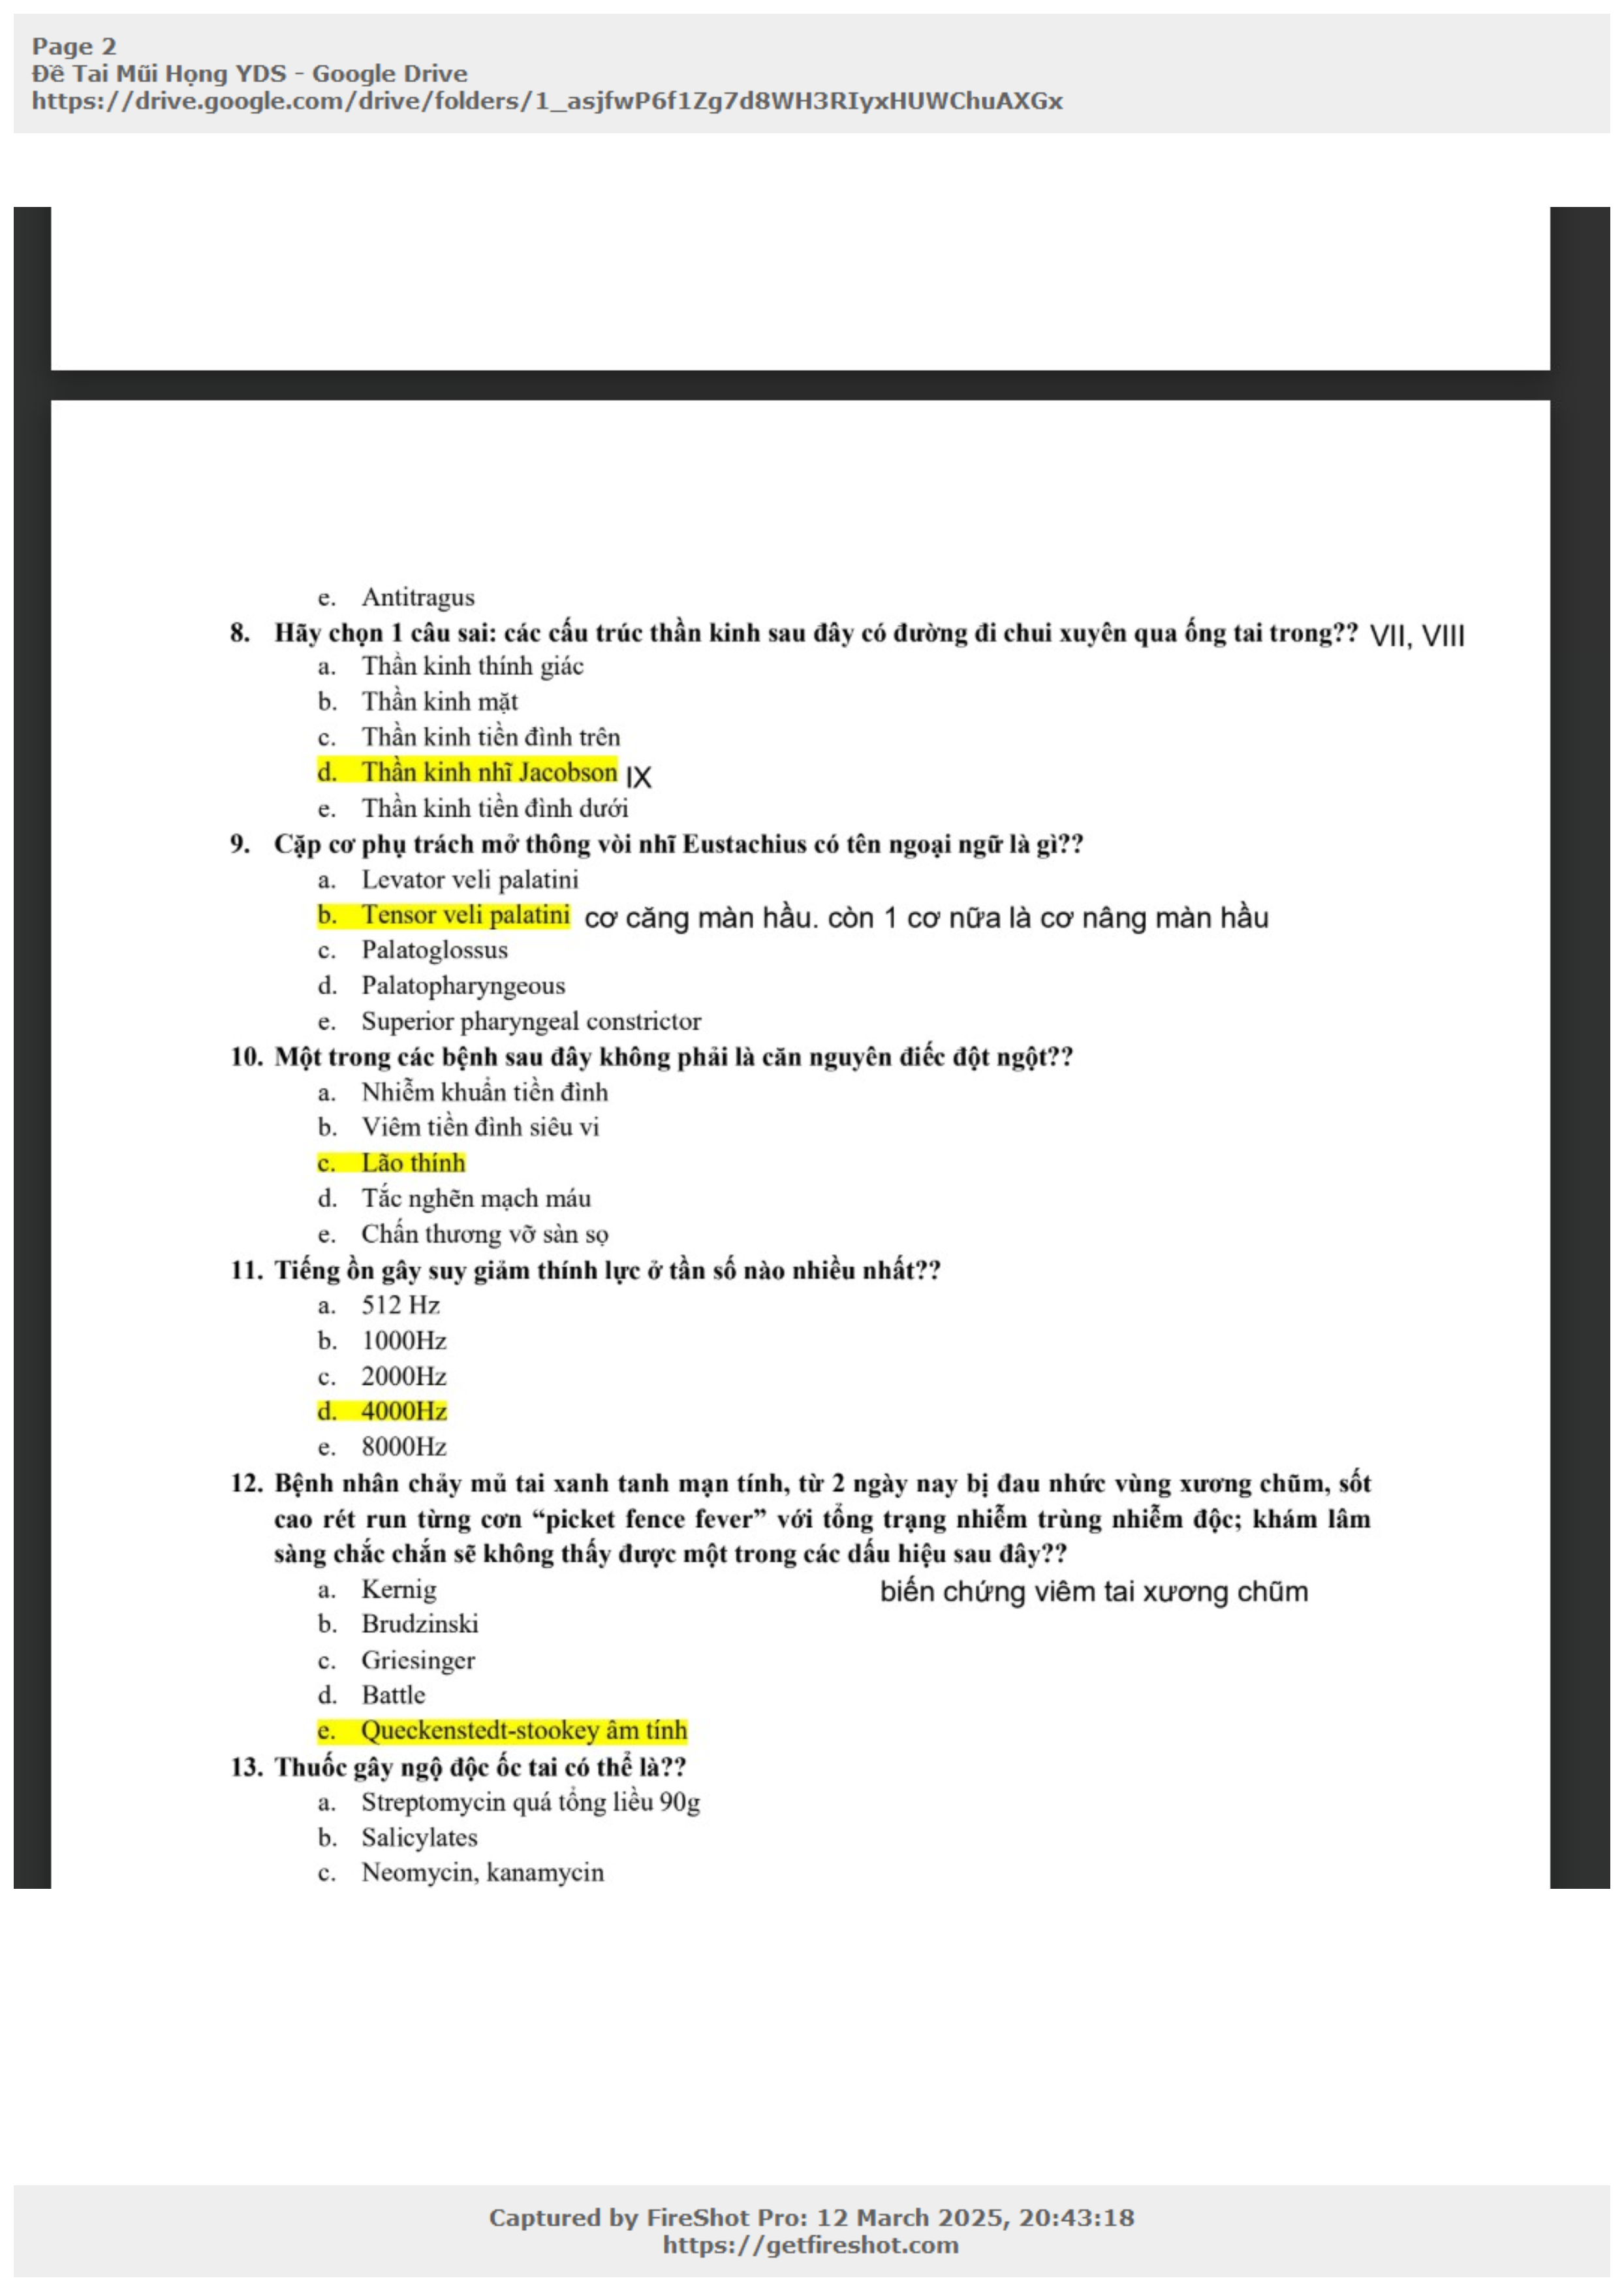 Page 2
Đề Tai Mũi Họng YDS - Google Drive
https://drive.google.com/drive/folders/1_asjfwP6f1Zg7d8WH3RIyxHUWChuAXGx
e. Antitragus
8. Hãy chọn 1 câu sai: các cấu trúc thần kinh sau đây có đường đi chui xuyên qua ống tai trong?? VII, VIII
a. Thần kinh thính giác
b. Thần kinh mặt
c. Thần kinh tiền đình trên
d. Thần kinh nhĩ Jacobson IX
e. Thần kinh tiền đình dưới
9. Cặp cơ phụ trách mở thông vòi nhĩ Eustachius có tên ngoại ngữ là gì??
a. Levator veli palatini
b. Tensor veli palatini cơ căng màn hầu. còn 1 cơ nữa là cơ nâng màn hầu
c. Palatoglossus
d. Palatopharyngeous
e. Superior pharyngeal constrictor
10. Một trong các bệnh sau đây không phải là căn nguyên điếc đột ngột??
a. Nhiễm khuẩn tiền đình
b. Viêm tiền đình siêu vi
c. Lão thính
d. Tắc nghẽn mạch máu
e. Chấn thương vỡ sàn sọ
11. Tiếng ồn gây suy giảm thính lực ở tần số nào nhiều nhất??
a. 512 Hz
b. 1000Hz
c. 2000Hz
d. 4000Hz
e. 8000Hz
12. Bệnh nhân chảy mủ tai xanh tanh mạn tính, từ 2 ngày nay bị đau nhức vùng xương chũm, sốt
cao rét run từng cơn “picket fence fever” với tổng trạng nhiễm trùng nhiễm độc; khám lâm
sàng chắc chắn sẽ không thấy được một trong các dấu hiệu sau đây??
a. Kernig biến chứng viêm tai xương chũm
b. Brudzinski
c. Griesinger
d. Battle
e. Queckenstedt-stookey âm tính
13. Thuốc gây ngộ độc ốc tai có thể là??
a. Streptomycin quá tổng liều 90g
b. Salicylates
c. Neomycin, kanamycin
Captured by FireShot Pro: 12 March 2025, 20:43:18
https://getfireshot.com